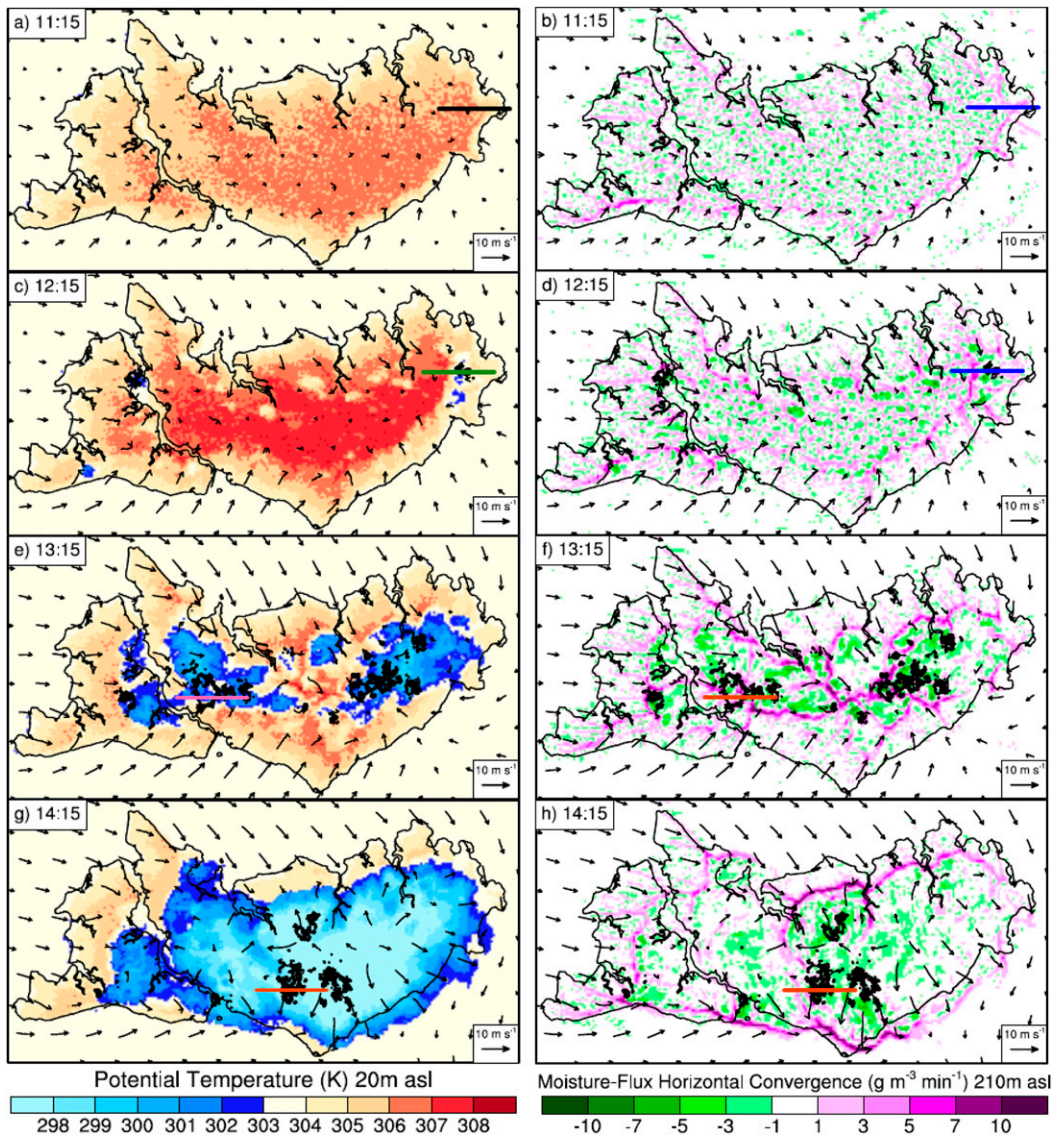 a) 11:15
10 m s⁻¹
b) 11:15
10 m s⁻¹
c) 12:15
10 m s⁻¹
d) 12:15
10 m s⁻¹
e) 13:15
10 m s⁻¹
f) 13:15
10 m s⁻¹
g) 14:15
10 m s⁻¹
h) 14:15
10 m s⁻¹
Potential Temperature (K) 20m asl
298 299 300 301 302 303 304 305 306 307 308
Moisture-Flux Horizontal Convergence (g m⁻³ min⁻¹) 210m asl
-10 -7 -5 -3 -1 1 3 5 7 10